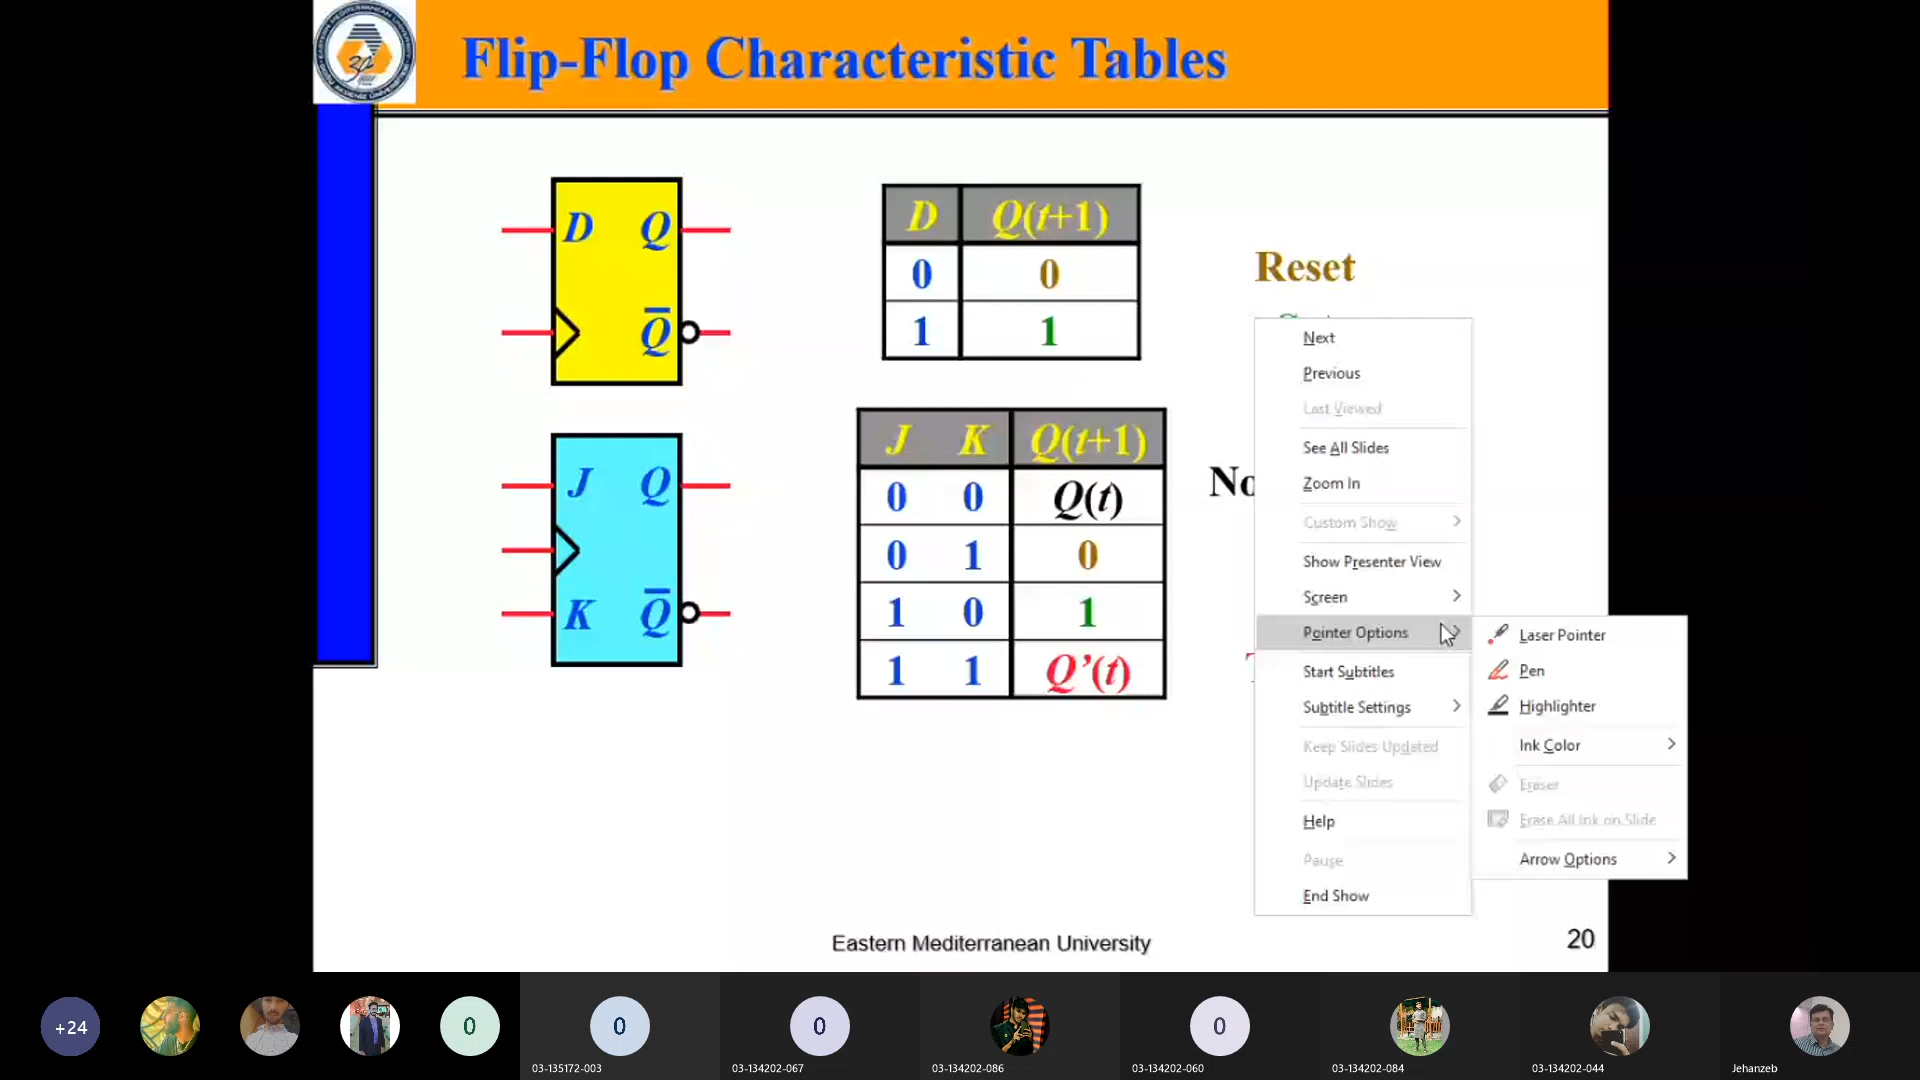 Flip-Flop Characteristic Tables
D Q
Q
D Q(t+1)
0 0
1 1
Reset
J Q
K Q
J K Q(t+1)
0 0 Q(t)
0 1 0
1 0 1
1 1 Q’(t)
No
Next
Previous
Last Viewed
See All Slides
Zoom In
Custom Show
Show Presenter View
Screen
Pointer Options
Start Subtitles
Subtitle Settings
Keep Slides Updated
Update Slides
Help
Pause
End Show
Laser Pointer
Pen
Highlighter
Ink Color
Eraser
Erase All Ink on Slide
Arrow Options
Eastern Mediterranean University
20
+24
0
0
0
0
03-135172-003
03-134202-067
03-134202-086
03-134202-060
03-134202-084
03-134202-044
Jehanzeb